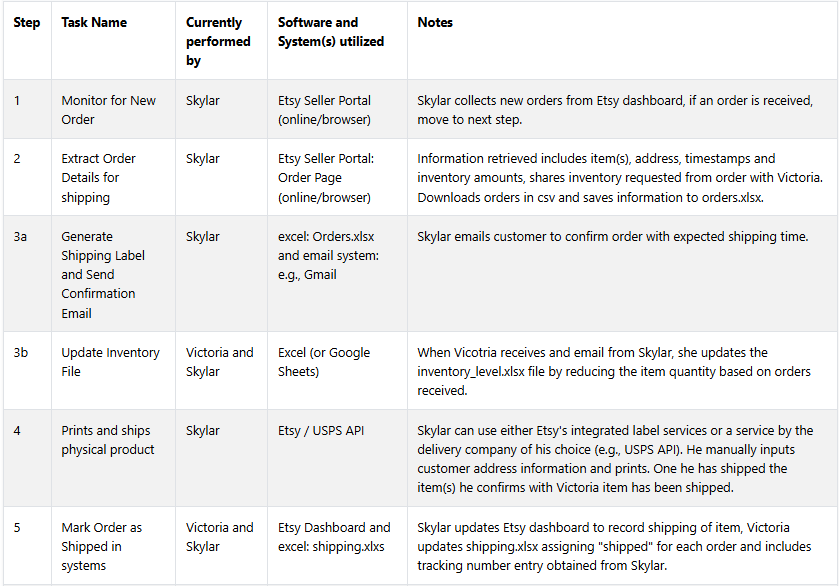 Step Task Name Currently performed by Software and System(s) utilized Notes
1
Monitor for New
Order
Skylar
Etsy Seller Portal
(online/browser)
Skylar collects new orders from Etsy dashboard, if an order is received,
move to next step.
2
Extract Order
Details for
shipping
Skylar
Etsy Seller Portal:
Order Page
(online/browser)
Information retrieved includes item(s), address, timestamps and
inventory amounts, shares inventory requested from order with Victoria.
Downloads orders in csv and saves information to orders.xlsx.
3a
Generate
Shipping Label
and Send
Confirmation
Email
Skylar
excel: Orders.xlsx
and email system:
e.g., Gmail
Skylar emails customer to confirm order with expected shipping time.
3b
Update Inventory
File
Victoria and
Skylar
Excel (or Google
Sheets)
When Vicotria receives and email from Skylar, she updates the
inventory_level.xlsx file by reducing the item quantity based on orders
received.
4
Prints and ships
physical product
Skylar
Etsy / USPS API
Skylar can use either Etsy's integrated label services or a service by the
delivery company of his choice (e.g., USPS API). He manually inputs
customer address information and prints. One he has shipped the
item(s) he confirms with Victoria item has been shipped.
5
Mark Order as
Shipped in
systems
Victoria and
Skylar
Etsy Dashboard and
excel: shipping.xlxs
Skylar updates Etsy dashboard to record shipping of item, Victoria
updates shipping.xlsx assigning "shipped" for each order and includes
tracking number entry obtained from Skylar.